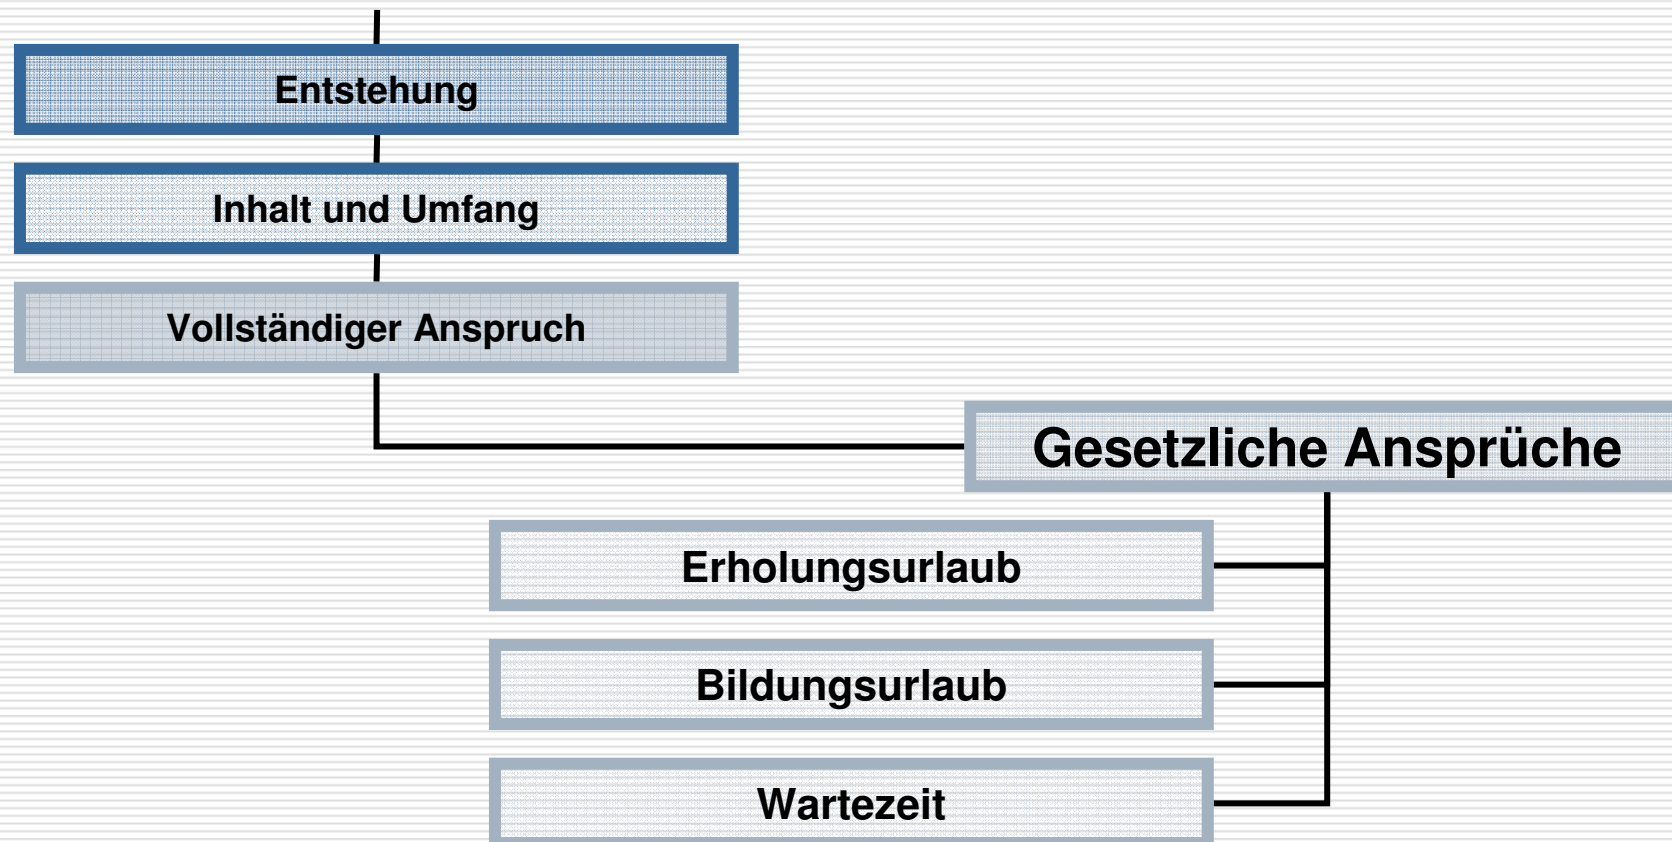 Entstehung
Inhalt und Umfang
Vollständiger Anspruch
Gesetzliche Ansprüche
Erholungsurlaub
Bildungsurlaub
Wartezeit